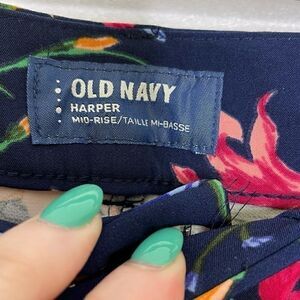 OLD NAVY
HARPER
MID-RISE/TAILLE MI-BASSE